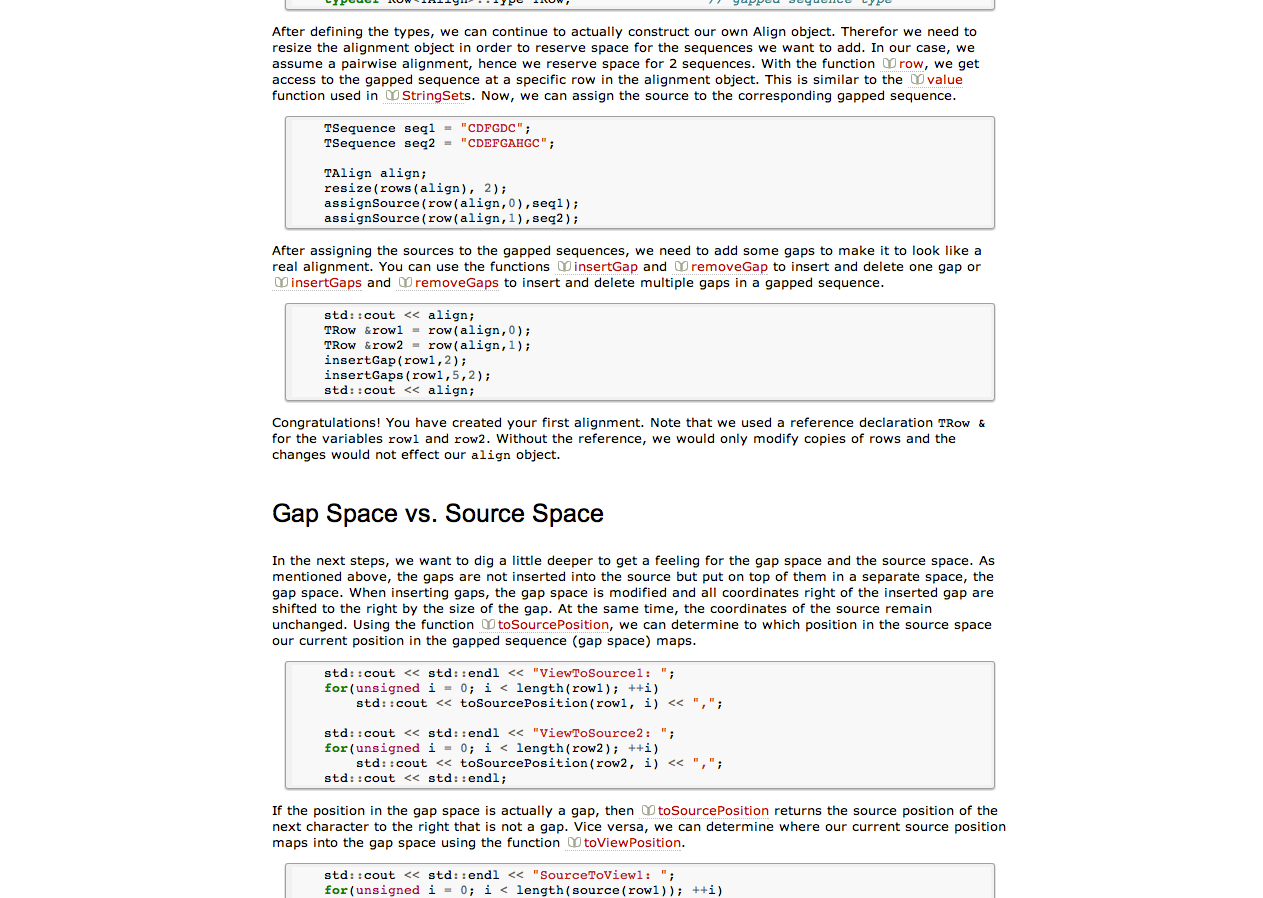 typedef Row<TAlign>::Type TRow; // gapped sequence type
After defining the types, we can continue to actually construct our own Align object. Therefor we need to
resize the alignment object in order to reserve space for the sequences we want to add. In our case, we
assume a pairwise alignment, hence we reserve space for 2 sequences. With the function row, we get
access to the gapped sequence at a specific row in the alignment object. This is similar to the value
function used in StringSets. Now, we can assign the source to the corresponding gapped sequence.
TSequence seq1 = "CDFGDC";
TSequence seq2 = "CDEFGAHGC";
TAlign align;
resize(rows(align), 2);
assignSource(row(align,0),seq1);
assignSource(row(align,1),seq2);
After assigning the sources to the gapped sequences, we need to add some gaps to make it to look like a
real alignment. You can use the functions insertGap and removeGap to insert and delete one gap or
insertGaps and removeGaps to insert and delete multiple gaps in a gapped sequence.
std::cout << align;
TRow &row1 = row(align,0);
TRow &row2 = row(align,1);
insertGap(row1,2);
insertGaps(row1,5,2);
std::cout << align;
Congratulations! You have created your first alignment. Note that we used a reference declaration TRow &
for the variables row1 and row2. Without the reference, we would only modify copies of rows and the
changes would not effect our align object.
Gap Space vs. Source Space
In the next steps, we want to dig a little deeper to get a feeling for the gap space and the source space. As
mentioned above, the gaps are not inserted into the source but put on top of them in a separate space, the
gap space. When inserting gaps, the gap space is modified and all coordinates right of the inserted gap are
shifted to the right by the size of the gap. At the same time, the coordinates of the source remain
unchanged. Using the function toSourcePosition, we can determine to which position in the source space
our current position in the gapped sequence (gap space) maps.
std::cout << std::endl << "ViewToSource1: ";
for(unsigned i = 0; i < length(row1); ++i)
std::cout << toSourcePosition(row1, i) << ",";
std::cout << std::endl << "ViewToSource2: ";
for(unsigned i = 0; i < length(row2); ++i)
std::cout << toSourcePosition(row2, i) << ",";
std::cout << std::endl;
If the position in the gap space is actually a gap, then toSourcePosition returns the source position of the
next character to the right that is not a gap. Vice versa, we can determine where our current source position
maps into the gap space using the function toViewPosition.
std::cout << std::endl << "SourceToView1: ";
for(unsigned i = 0; i < length(source(row1)); ++i)